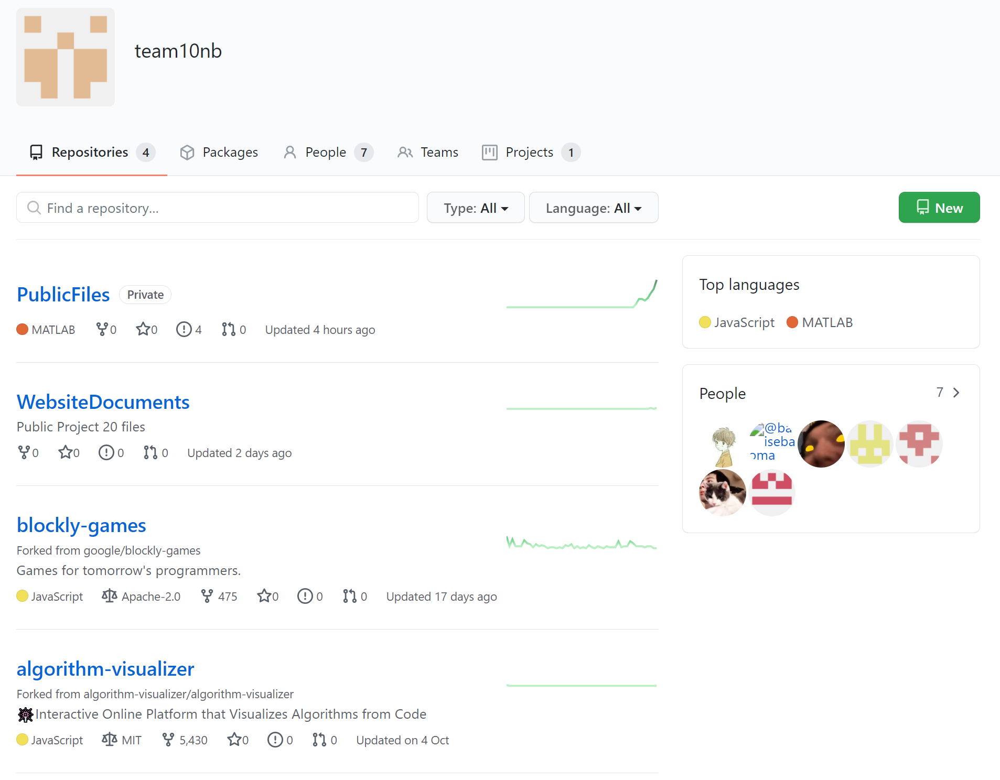 team10nb
Repositories 4 Packages People 7 Teams Projects 1
Find a repository... Type: All Language: All New
PublicFiles Private
MATLAB 0 0 4 0 Updated 4 hours ago
WebsiteDocuments
Public Project 20 files
0 0 0 0 Updated 2 days ago
blockly-games
Forked from google/blockly-games
Games for tomorrow's programmers.
JavaScript Apache-2.0 475 0 0 0 Updated 17 days ago
algorithm-visualizer
Forked from algorithm-visualizer/algorithm-visualizer
Interactive Online Platform that Visualizes Algorithms from Code
JavaScript MIT 5,430 0 0 0 Updated on 4 Oct
Top languages
JavaScript MATLAB
People 7